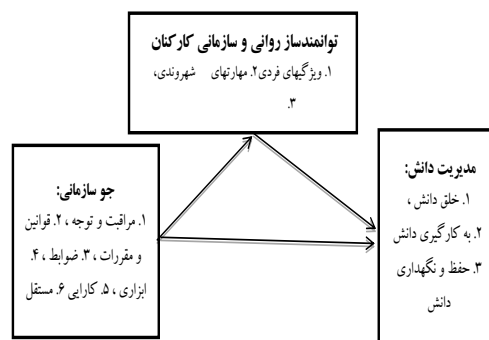 توانمندساز روانی و سازمانی کارکنان
۱. ویژگیهای فردی۲. مهارتهای شهروندی،
۳.
جو سازمانی:
۱. مراقبت و توجه ، ۲. قوانین
و مقررات ، ۳. ضوابط ، ۴.
ابزاری ، ۵. کارایی ۶. مستقل
مدیریت دانش:
۱. خلق دانش ،
۲. به کارگیری دانش
۳. حفظ و نگهداری
دانش